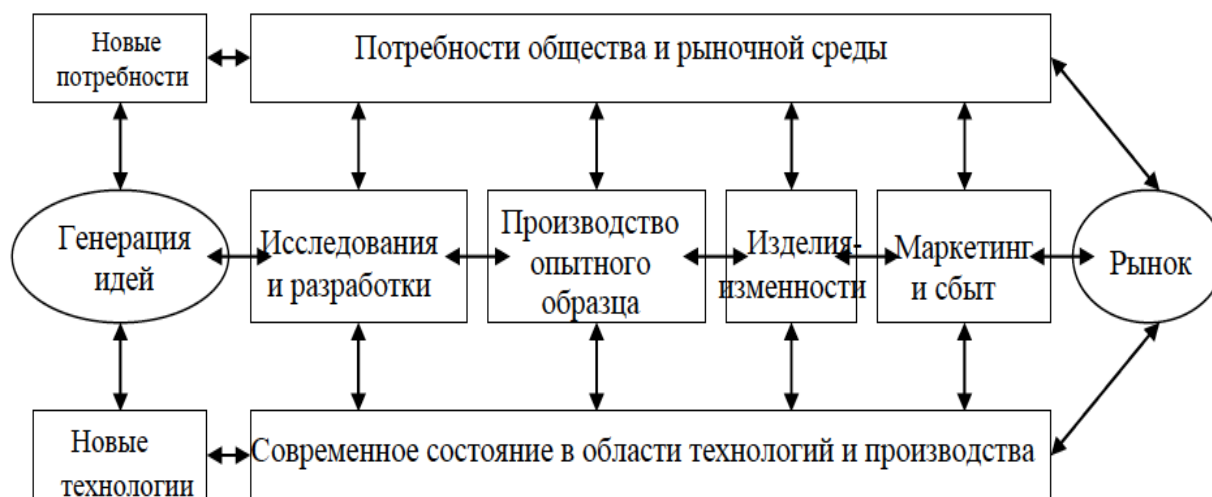 Новые
потребности
Потребности общества и рыночной среды
Генерация
идей
Исследования
и разработки
Производство
опытного
образца
Изделия-
изменности
Маркетинг
и сбыт
Рынок
Новые
технологии
Современное состояние в области технологий и производства